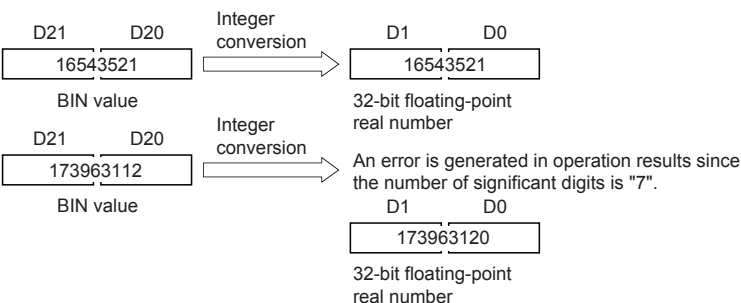 Integer
conversion
D21 D20 D1 D0
16543521 16543521
BIN value 32-bit floating-point
real number
Integer
conversion
D21 D20
173963112
BIN value
An error is generated in operation results since
the number of significant digits is "7".
D1 D0
173963120
32-bit floating-point
real number